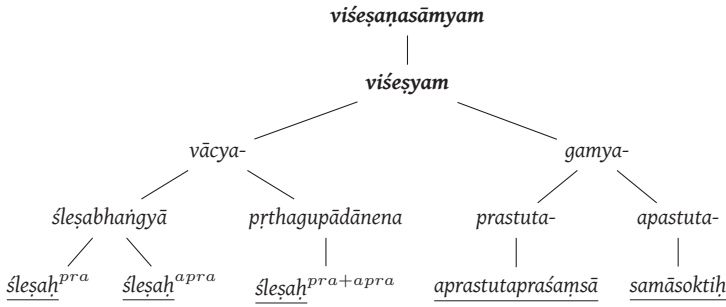 viśeṣaṇasāmyam
viśeṣyam
vācya- gamya-
śleṣabhaṅgyā pṛthagupādānena prastuta- apastuta-
śleṣaḥ^pra śleṣaḥ^apra śleṣaḥ^pra+apra aprastutapraśaṃsā samāsoktiḥ